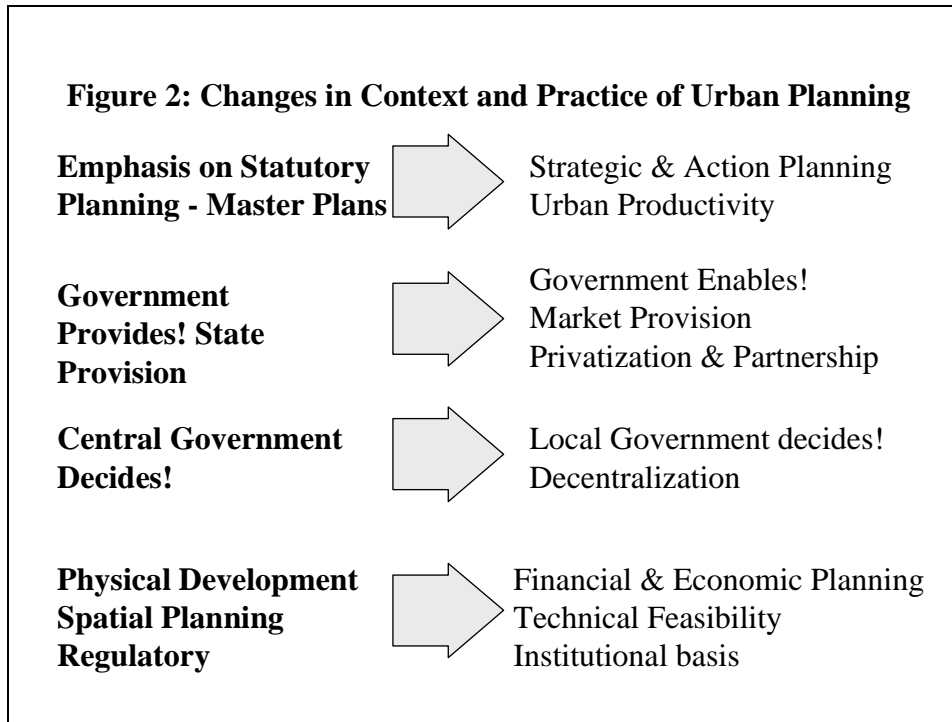 Figure 2: Changes in Context and Practice of Urban Planning
Emphasis on Statutory
Planning - Master Plans
Strategic & Action Planning
Urban Productivity
Government
Provides! State
Provision
Government Enables!
Market Provision
Privatization & Partnership
Central Government
Decides!
Local Government decides!
Decentralization
Physical Development
Spatial Planning
Regulatory
Financial & Economic Planning
Technical Feasibility
Institutional basis